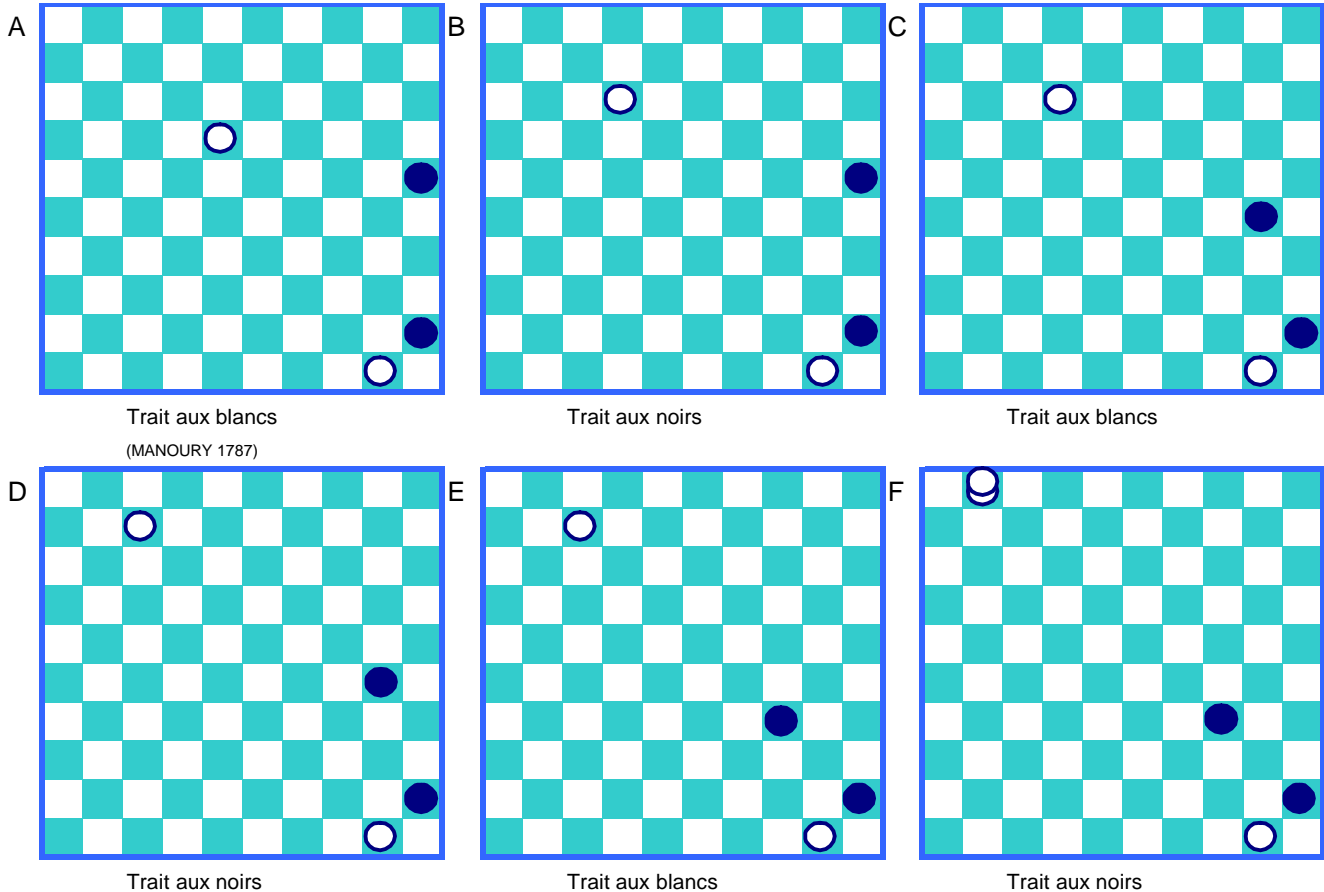 A
B
C
Trait aux blancs
Trait aux noirs
Trait aux blancs
(MANOURY 1787)
D
E
F
Trait aux noirs
Trait aux blancs
Trait aux noirs